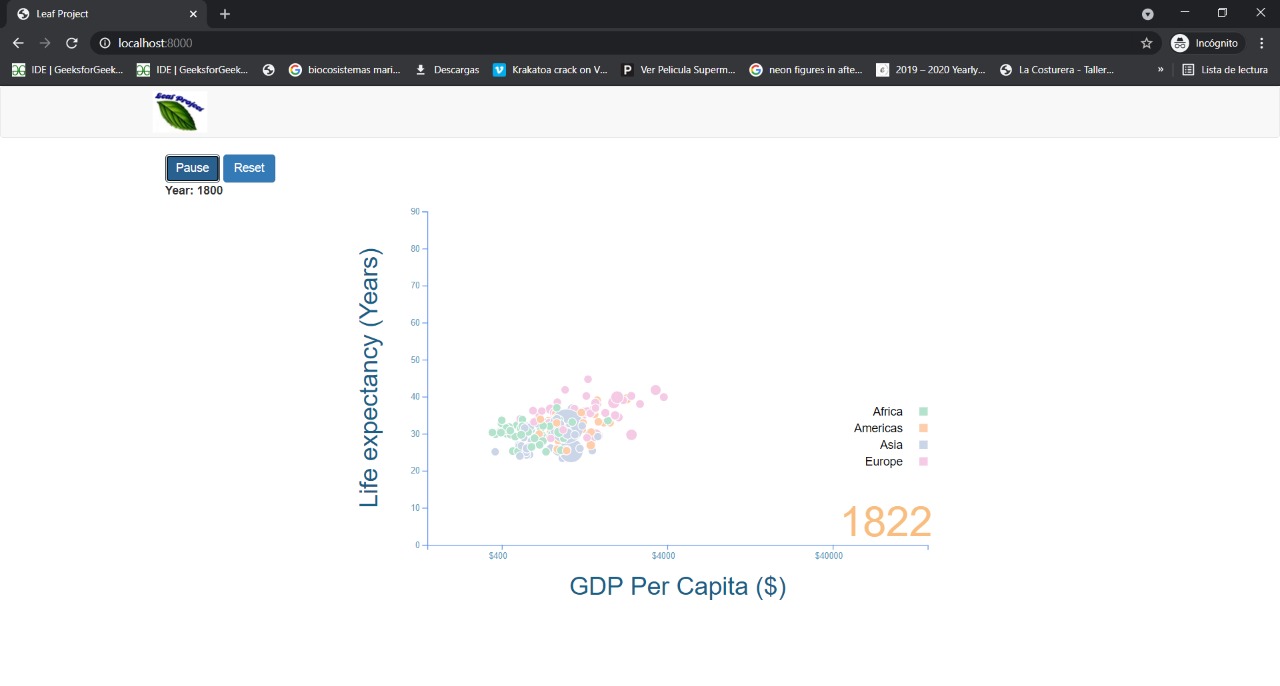 Leaf Project
localhost:8000
Incógnito
IDE | GeeksforGeek...
IDE | GeeksforGeek...
biocosistemas mari...
Descargas
Krakatoa crack on V...
Ver Pelicula Superm...
neon figures in afte...
2019 – 2020 Yearly...
La Costurera - Taller...
»
Lista de lectura
Leaf Project
Pause
Reset
Year: 1800
90
80
70
60
50
40
30
20
10
0
Life expectancy (Years)
Africa
Americas
Asia
Europe
1822
$400
$4000
$40000
GDP Per Capita ($)